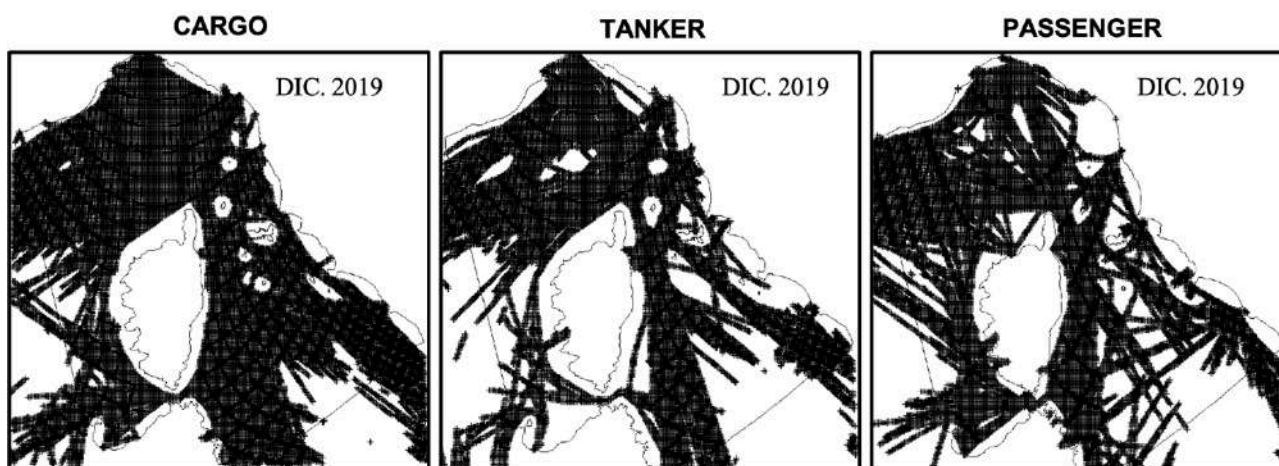 CARGO
TANKER
PASSENGER
DIC. 2019
DIC. 2019
DIC. 2019